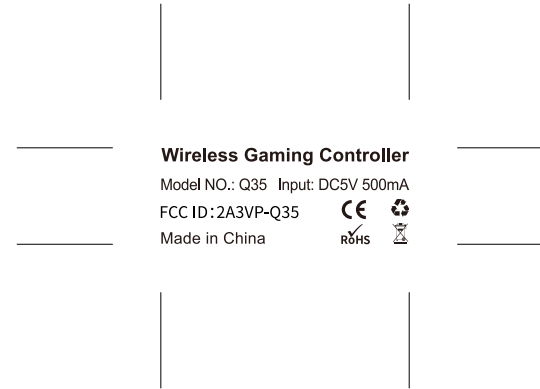 Wireless Gaming Controller
Model NO.: Q35 Input: DC5V 500mA
FCC ID:2A3VP-Q35 CE
Made in China RoHS